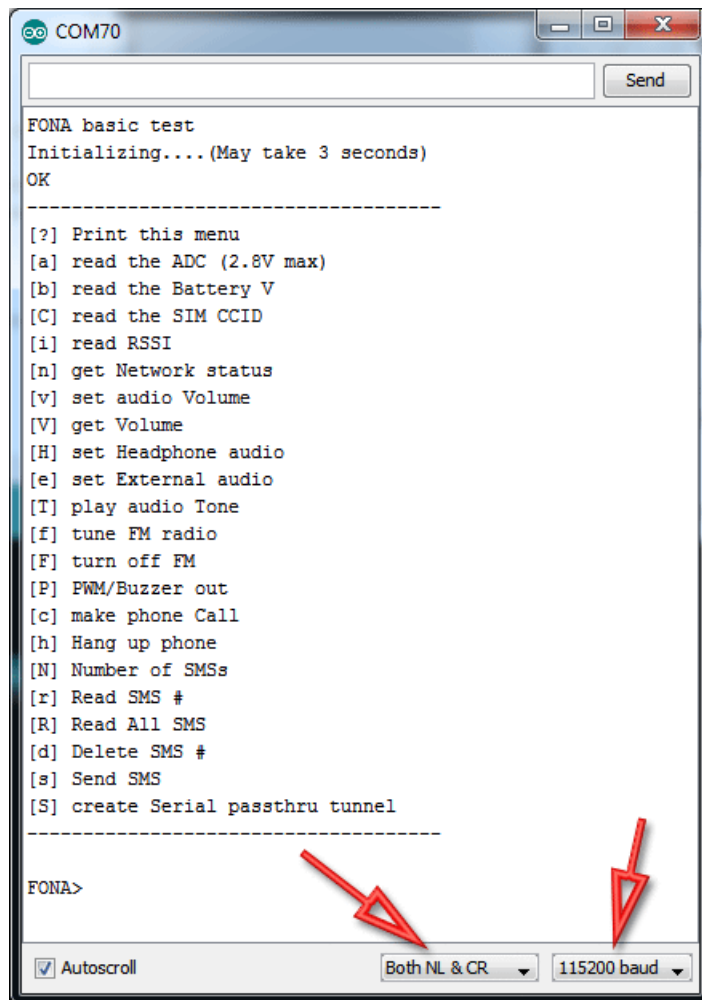 COM70
Send
FONA basic test
Initializing....(May take 3 seconds)
OK
-------------------------------------
[?] Print this menu
[a] read the ADC (2.8V max)
[b] read the Battery V
[C] read the SIM CCID
[i] read RSSI
[n] get Network status
[v] set audio Volume
[V] get Volume
[H] set Headphone audio
[e] set External audio
[T] play audio Tone
[f] tune FM radio
[F] turn off FM
[P] PWM/Buzzer out
[c] make phone Call
[h] Hang up phone
[N] Number of SMSs
[r] Read SMS #
[R] Read All SMS
[d] Delete SMS #
[s] Send SMS
[S] create Serial passthru tunnel
-------------------------------------
FONA>
Autoscroll Both NL & CR 115200 baud